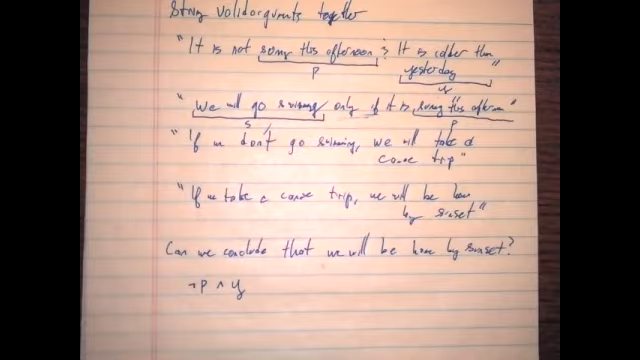 String valid arguments together
"It is not sunny this afternoon & It is colder than
yesterday"
p
y
"We will go swimming only if it is sunny this afternoon"
s
p
"If we don't go swimming, we will take a
canoe trip"
"If we take a canoe trip, we will be home
by sunset"
Can we conclude that we will be home by sunset?
¬p ∧ y